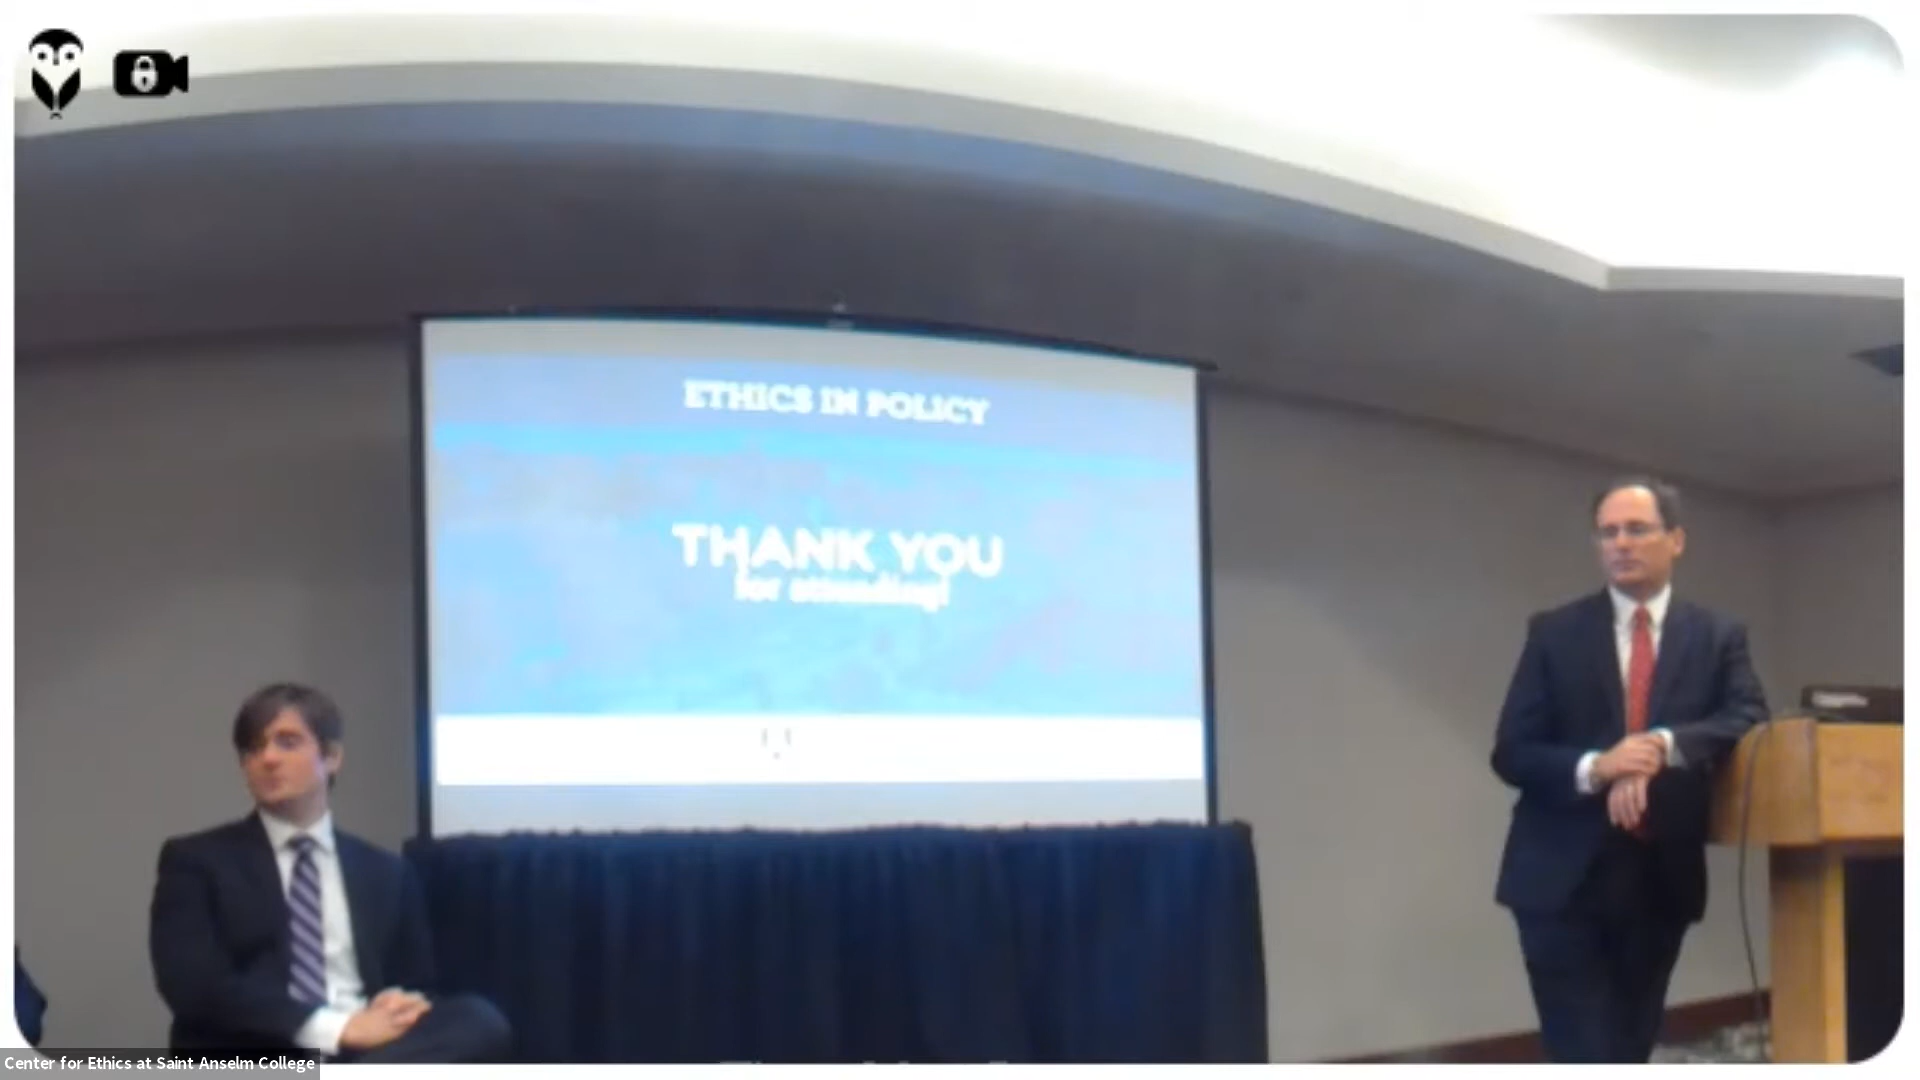 ETHICS IN POLICY
THANK YOU
for attending!
Center for Ethics at Saint Anselm College